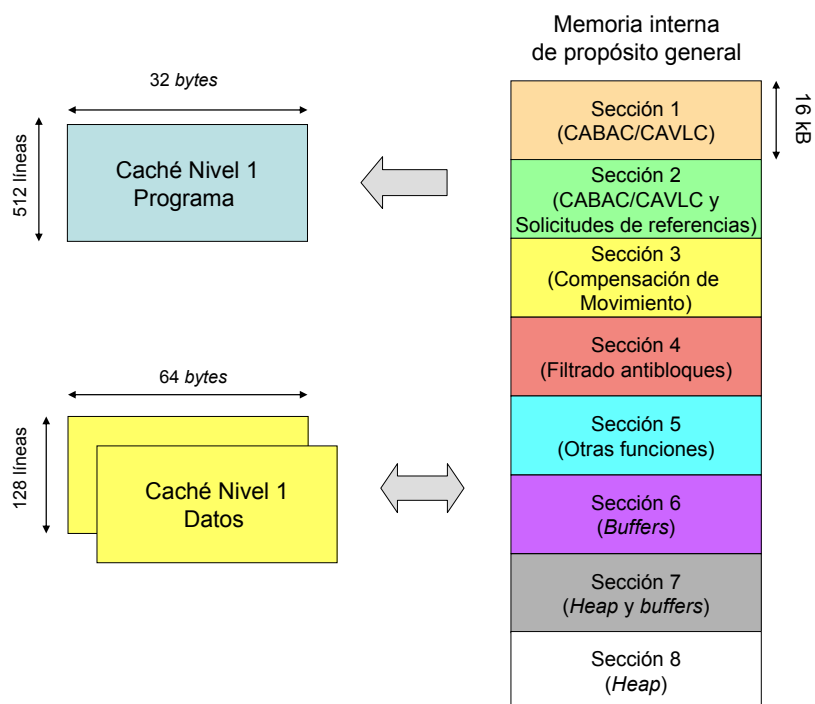 Memoria interna
de propósito general
32 bytes
512 líneas
Caché Nivel 1
Programa
16 kB
Sección 1
(CABAC/CAVLC)
Sección 2
(CABAC/CAVLC y
Solicitudes de referencias)
Sección 3
(Compensación de
Movimiento)
Sección 4
(Filtrado antibloques)
64 bytes
128 líneas
Caché Nivel 1
Datos
Sección 5
(Otras funciones)
Sección 6
(Buffers)
Sección 7
(Heap y buffers)
Sección 8
(Heap)